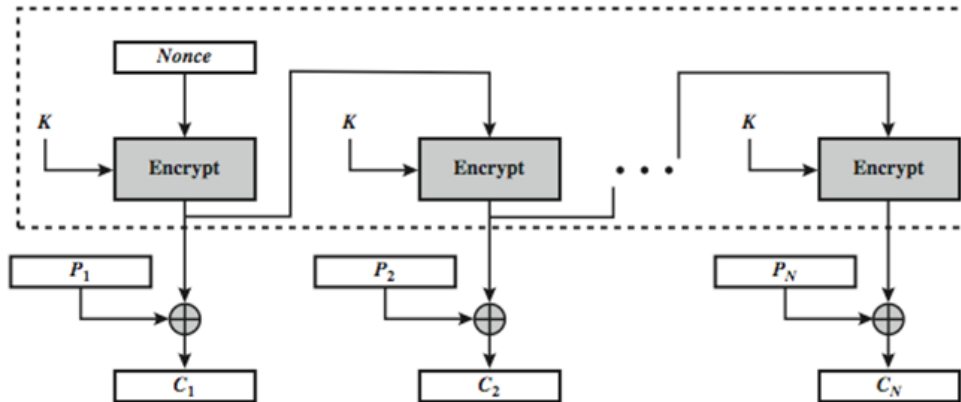 Nonce
K
K
K
Encrypt
Encrypt
• • •
Encrypt
P1
P2
PN
C1
C2
CN